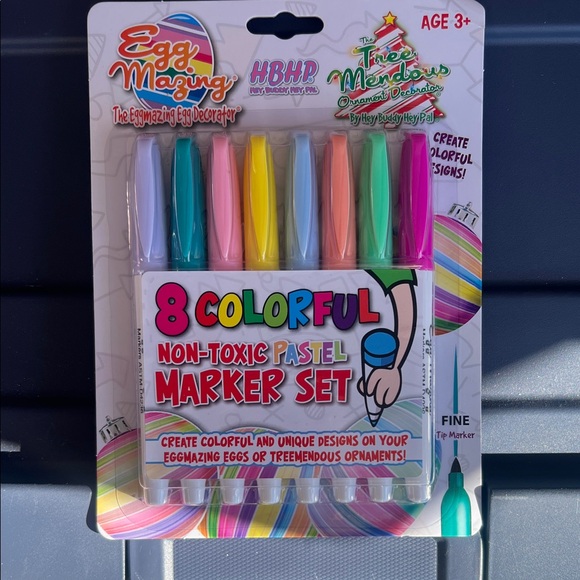 Egg
Mazing
The Eggmazing Egg Decorator
HBHP
HEY BUDDY HEY PAL
The
Tree
Mendous
Ornament Decorator
By Hey Buddy Hey Pal
AGE 3+
CREATE
COLORFUL
DESIGNS!
8 COLORFUL
NON-TOXIC PASTEL
MARKER SET
CREATE COLORFUL AND UNIQUE DESIGNS ON YOUR
EGGMAZING EGGS OR TREEMENDOUS ORNAMENTS!
FINE
Tip Marker